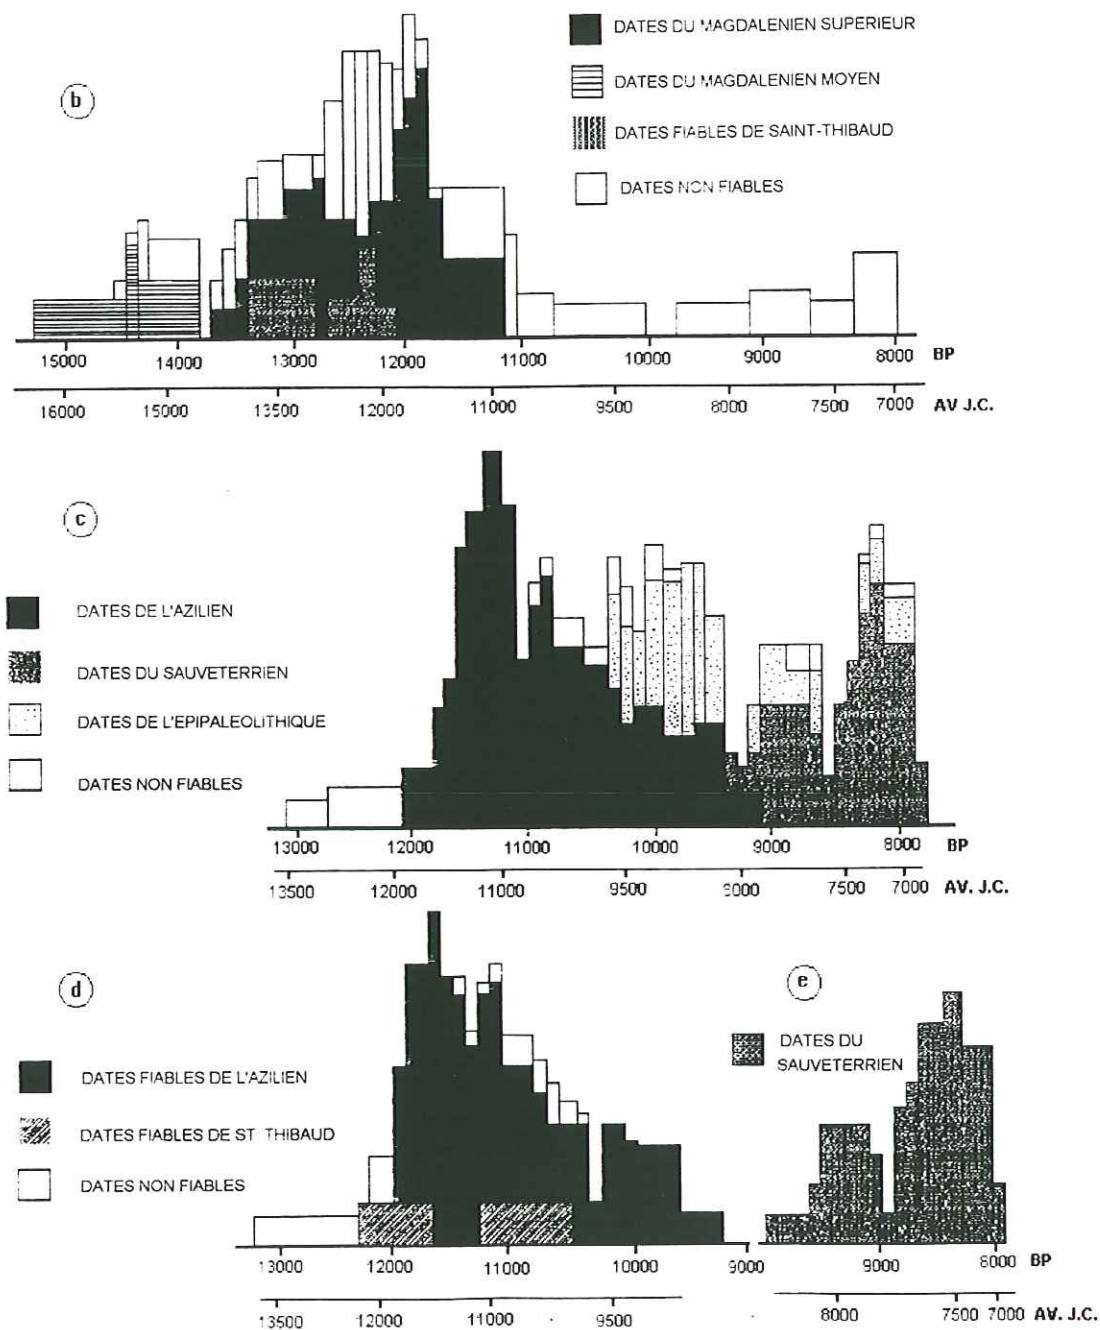 b
DATES DU MAGDALENIEN SUPERIEUR
DATES DU MAGDALENIEN MOYEN
DATES FIABLES DE SAINT-THIBAUD
DATES NON FIABLES
15000 14000 13000 12000 11000 10000 9000 8000 BP
16000 15000 13500 12000 11000 9500 8000 7500 7000 AV J.C.
c
DATES DE L'AZILIEN
DATES DU SAUVETERRIEN
DATES DE L'EPIPALEOLITHIQUE
DATES NON FIABLES
13000 12000 11000 10000 9000 8000 BP
13500 12000 11000 9500 8000 7500 7000 AV. J.C.
d
DATES FIABLES DE L'AZILIEN
DATES FIABLES DE ST THIBAUD
DATES NON FIABLES
e
DATES DU
SAUVETERRIEN
13000 12000 11000 10000 9000 9000 8000 BP
13500 12000 11000 9500 8000 7500 7000 AV. J.C.